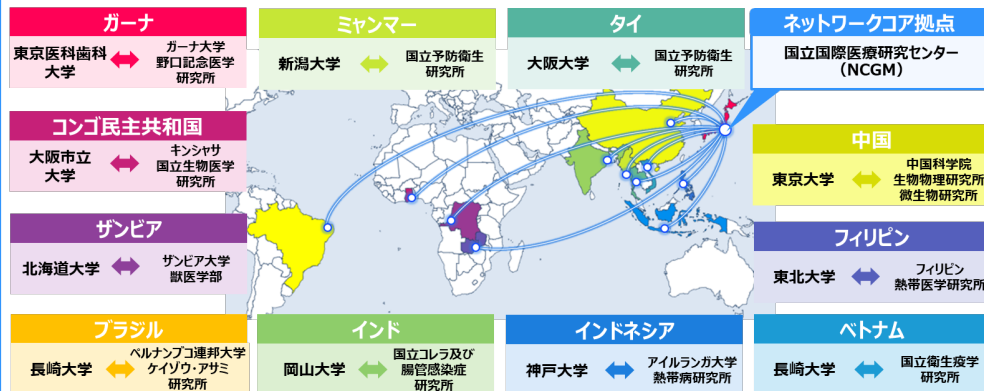 ガーナ
東京医科歯科
大学
ガーナ大学
野口記念医学
研究所
ミャンマー
新潟大学
国立予防衛生
研究所
タイ
大阪大学
国立予防衛生
研究所
ネットワークコア拠点
国立国際医療研究センター
（NCGM）
コンゴ民主共和国
大阪市立
大学
キンシャサ
国立生物医学
研究所
中国
東京大学
中国科学院
生物物理研究所
微生物研究所
ザンビア
北海道大学
ザンビア大学
獣医学部
フィリピン
東北大学
フィリピン
熱帯医学研究所
ブラジル
長崎大学
ペルナンブコ連邦大学
ケイゾウ・アサミ
研究所
インド
岡山大学
国立コレラ及び
腸管感染症
研究所
インドネシア
神戸大学
アイルランガ大学
熱帯病研究所
ベトナム
長崎大学
国立衛生疫学
研究所